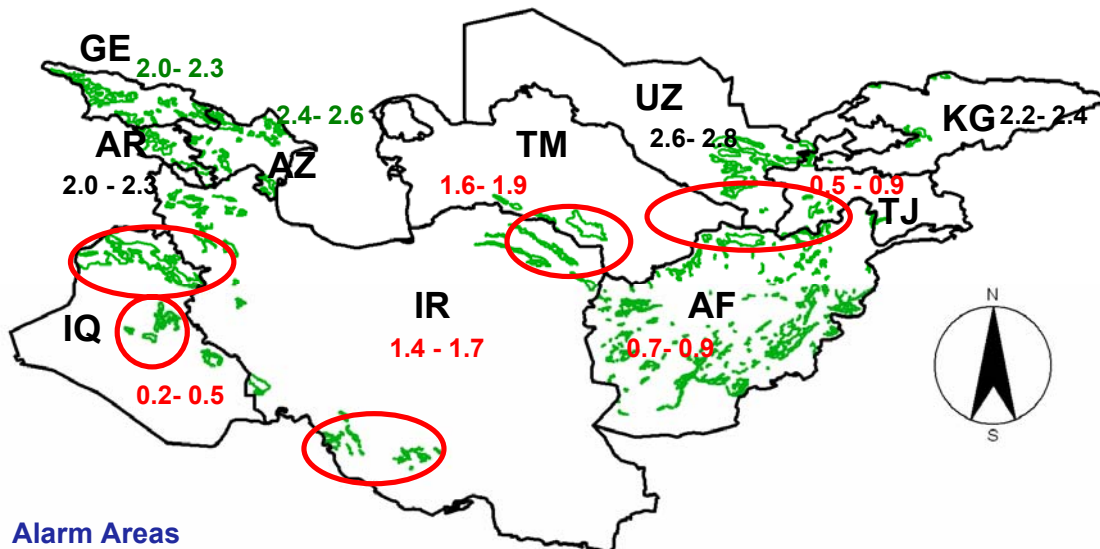 GE
2.0- 2.3
2.4- 2.6
AR
AZ
2.0 - 2.3
UZ
2.6- 2.8
TM
1.6- 1.9
KG
2.2- 2.4
0.5 - 0.9
TJ
IQ
0.2- 0.5
IR
1.4 - 1.7
AF
0.7- 0.9
N
S
Alarm Areas